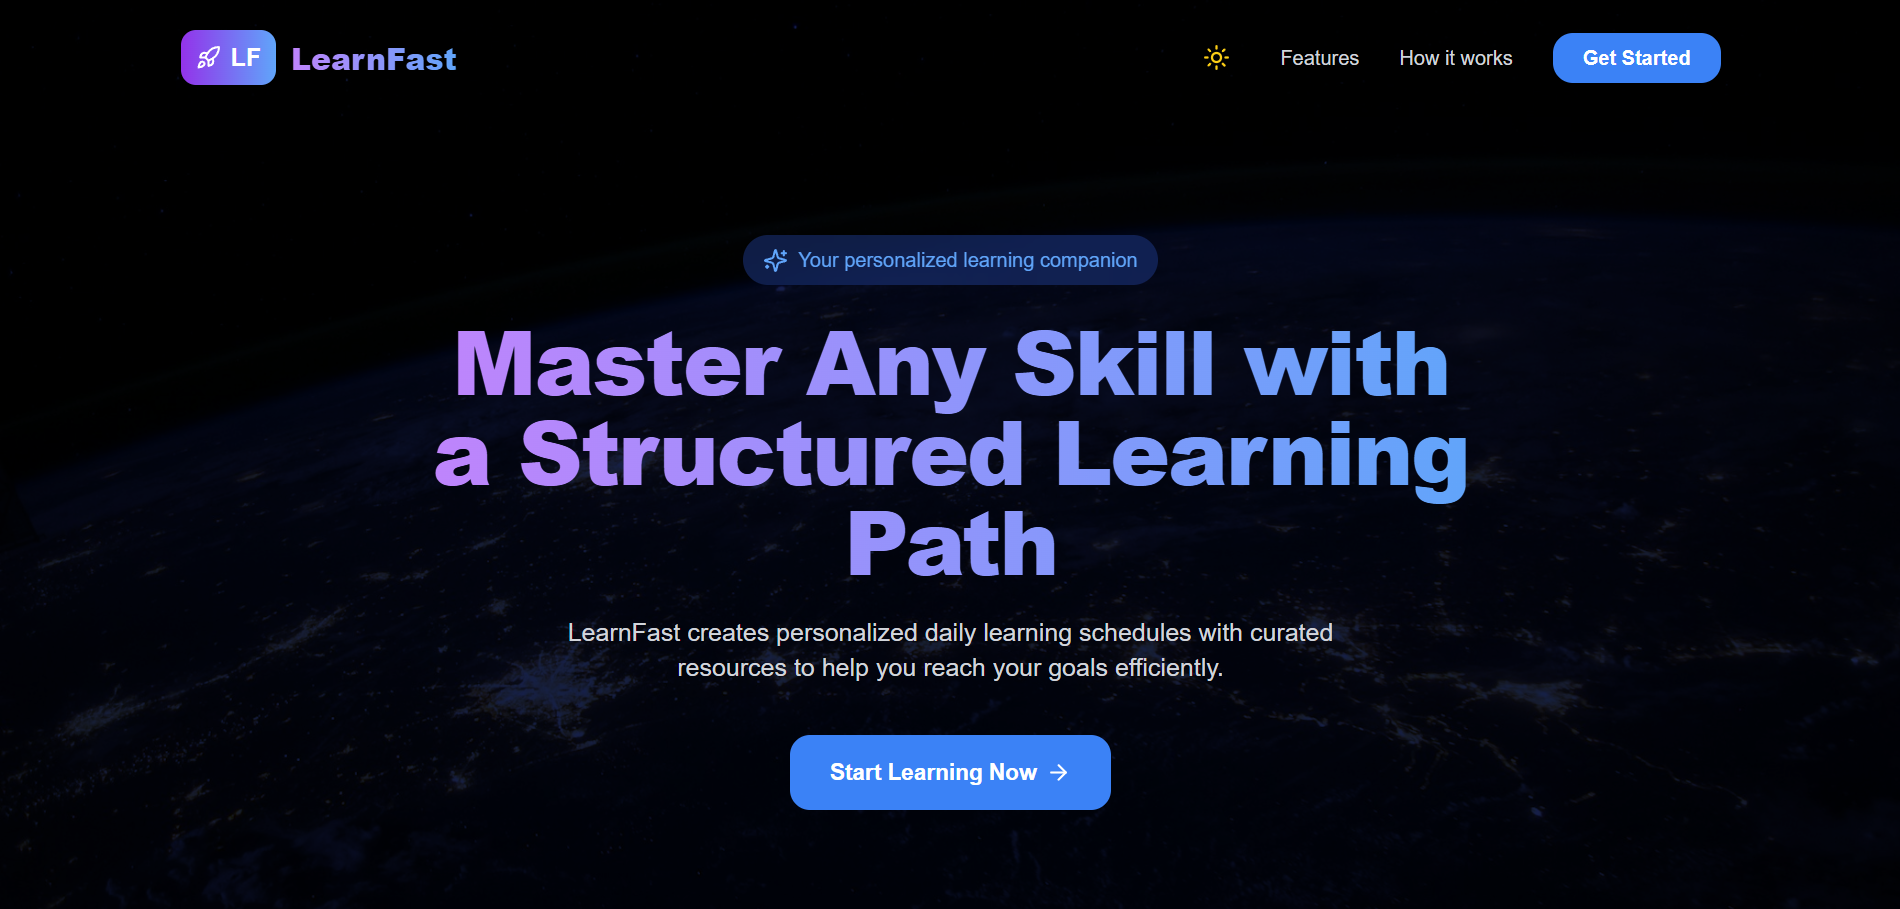 LF
LearnFast
Features
How it works
Get Started
Your personalized learning companion
Master Any Skill with
a Structured Learning
Path
LearnFast creates personalized daily learning schedules with curated
resources to help you reach your goals efficiently.
Start Learning Now